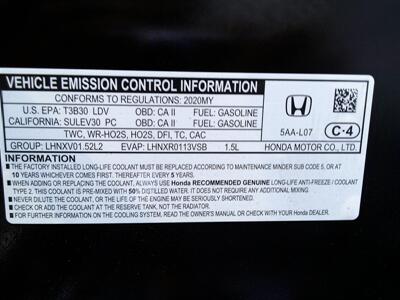 VEHICLE EMISSION CONTROL INFORMATION
CONFORMS TO REGULATIONS: 2020MY
U.S. EPA: T3B30 LDV OBD: CA II FUEL: GASOLINE
CALIFORNIA: SULEV30 PC OBD: CA II FUEL: GASOLINE
TWC, WR-HO2S, HO2S, DFI, TC, CAC
5AA-L07 C-4
GROUP: LHNXV01.52L2 EVAP: LHNXR0113VSB 1.5L HONDA MOTOR CO., LTD.
INFORMATION
■ THE FACTORY INSTALLED LONG-LIFE COOLANT MUST BE REPLACED ACCORDING TO MAINTENANCE MINDER SUB CODE 5, OR AT
10 YEARS WHICHEVER COMES FIRST. THEREAFTER EVERY 5 YEARS.
■ WHEN ADDING OR REPLACING THE COOLANT, ALWAYS USE Honda RECOMMENDED GENUINE LONG-LIFE ANTI-FREEZE / COOLANT
TYPE 2. THIS COOLANT IS PRE-MIXED WITH 50% DISTILLED WATER. IT DOES NOT REQUIRE ANY ADDITIONAL MIXING.
■ NEVER DILUTE THE COOLANT, OR ELSE THE ENGINE MAY BE SERIOUSLY DAMAGED.
■ CHECK OR ADD COOLANT AT THE RESERVE TANK, NOT AT THE RADIATOR.
■ FOR FURTHER INFORMATION ON THE COOLANT, READ THE OWNER'S MANUAL OR CHECK WITH YOUR Honda DEALER.